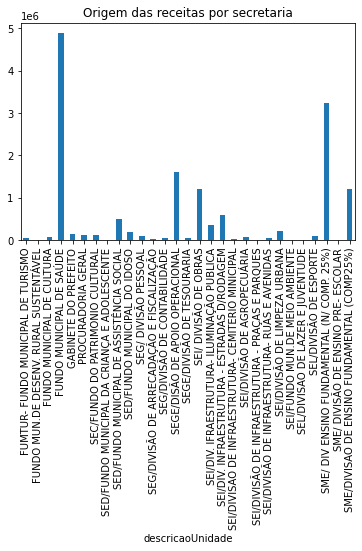 Origem das receitas por secretaria
1e6
5
4
3
2
1
0
FUMTUR- FUNDO MUNICIPAL DE TURISMO
FUNDO MUN.DE DESENV. RURAL SUSTENTÁVEL
FUNDO MUNICIPAL DE CULTURA
FUNDO MUNICIPAL DE SAÚDE
GABINETE DO PREFEITO
PROCURADORIA GERAL
SEC/FUNDO DO PATRIMONIO CULTURAL
SED/FUNDO MUNICIPAL DA CRIANÇA E ADOLESCENTE
SED/FUNDO MUNICIPAL DE ASSISTÊNCIA SOCIAL
SED/FUNDO MUNICIPAL DO IDOSO
SEG/DIVISÃO PESSOAL
SEG/DIVISÃO DE ARRECADAÇÃO E FISCALIZAÇÃO
SEG/DIVISÃO DE CONTABILIDADE
SEGE/DISÃO DE APOIO OPERACIONAL
SEGE/DIVISÃO DE TESOURARIA
SEI /DIVISÃO DE OBRAS
SEI/DIV. IFRAESTRUTURA-ILUMINAÇÃO PUBLICA
SEI/DIV. INFRAESTRUTURA - ESTRADAS D/RODAGEM
SEI/DIVISÃO DE INFRAESTRUTURA- CEMITERIO MINICIPAL
SEI/DIVISÃO DE AGROPECUÁRIA
SEI/DIVISÃO DE INFRAESTRUTURA - PRAÇAS E PARQUES
SEI/DIVISÃO DE INFRAESTRUTURA- RUAS E AVENIDAS
SEI/DIVISÃO DE LIMPEZA URBANA
SEI/FUNDO MUN.DE MEIO AMBIENTE
SEL/DIVISÃO DE LAZER E JUVENTUDE
SEL/DIVISÃO DE ESPORTE
SME/ DIV ENSINO FUNDAMENTAL (N/ COMP. 25%)
SME/ DIVISÃO DE ENSINO PRE-ESCOLAR
SME/DIVISAO DE ENSINO FUNDAMENTAL (COMP25%)
descricaoUnidade